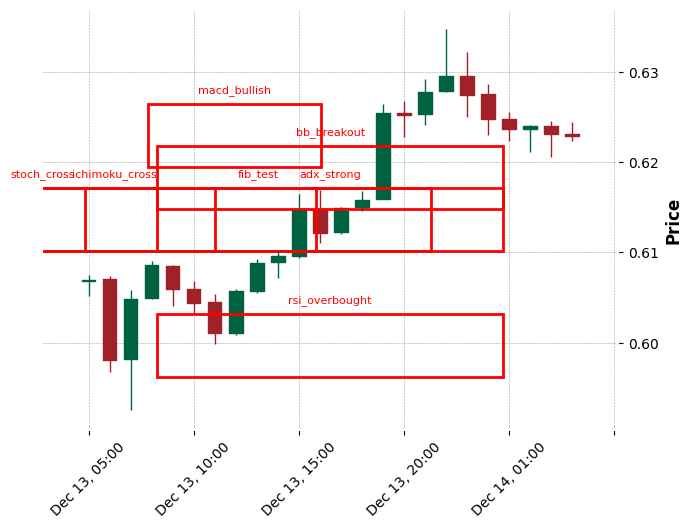 macd_bullish
bb_breakout
stoch_cross
ichimoku_cross
fib_test
adx_strong
rsi_overbought
0.63
0.62
0.61
0.60
Price
Dec 13, 05:00
Dec 13, 10:00
Dec 13, 15:00
Dec 13, 20:00
Dec 14, 01:00